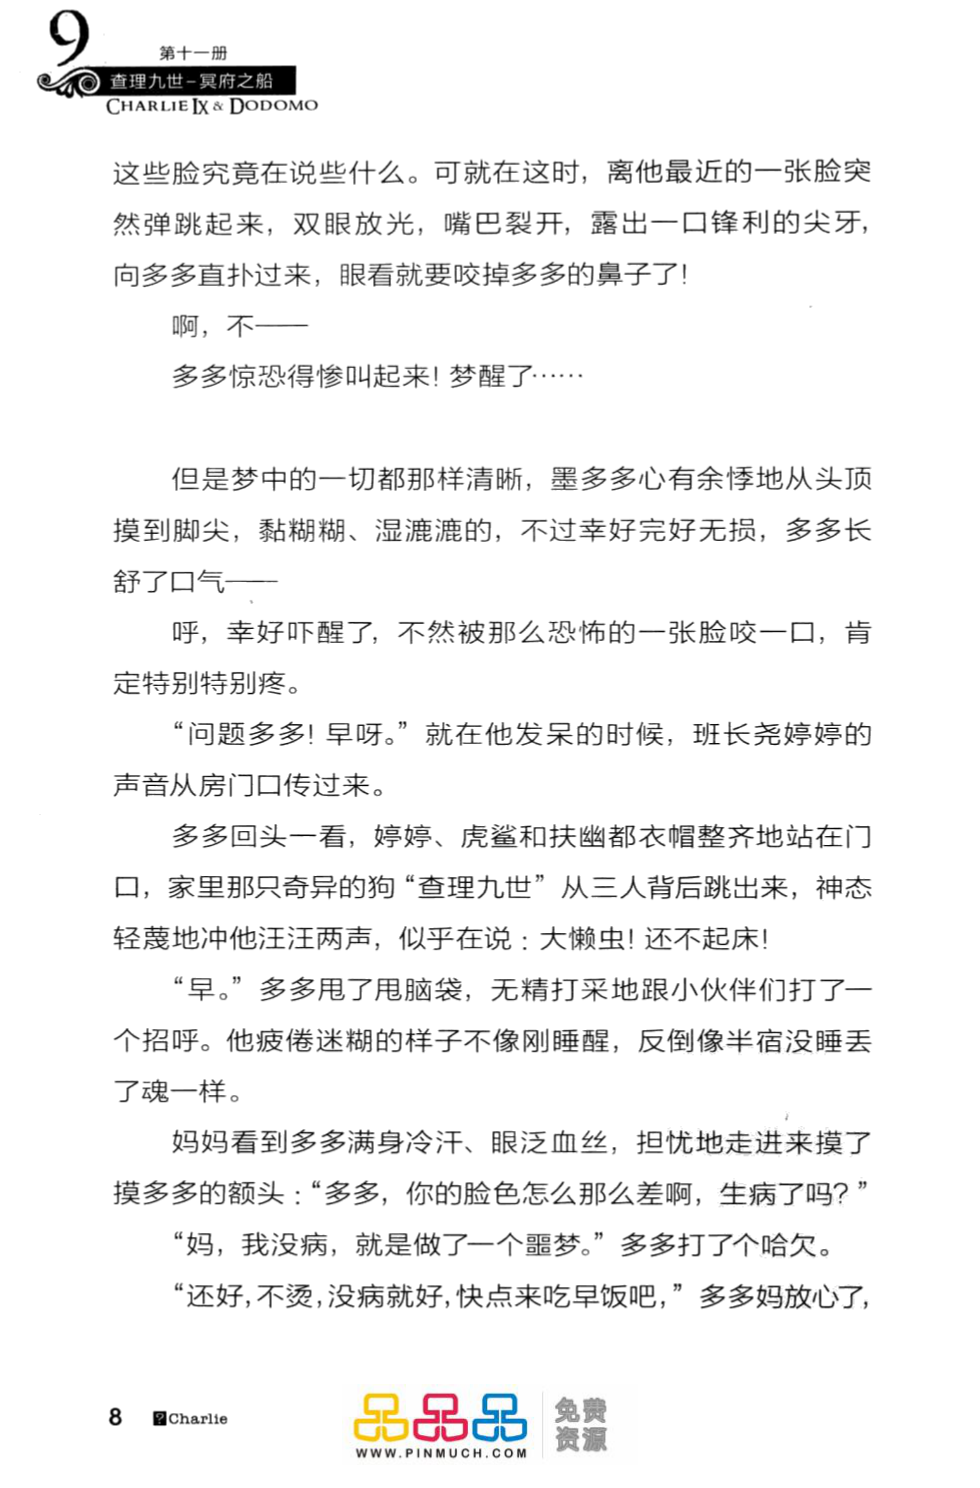 9
第十一册
查理九世-冥府之船
CHARLIE IX & DODOMO
这些脸究竟在说些什么。可就在这时，离他最近的一张脸突
然弹跳起来，双眼放光，嘴巴裂开，露出一口锋利的尖牙，
向多多直扑过来，眼看就要咬掉多多的鼻子了！
啊，不——
多多惊恐得惨叫起来！梦醒了……
但是梦中的一切都那样清晰，墨多多心有余悸地从头顶
摸到脚尖，黏糊糊、湿漉漉的，不过幸好完好无损，多多长
舒了口气——
呼，幸好吓醒了，不然被那么恐怖的一张脸咬一口，肯
定特别特别疼。
“问题多多！早呀。”就在他发呆的时候，班长尧婷婷的
声音从房门口传过来。
多多回头一看，婷婷、虎鲨和扶幽都衣帽整齐地站在门
口，家里那只奇异的狗“查理九世”从三人背后跳出来，神态
轻蔑地冲他汪汪两声，似乎在说：大懒虫！还不起床！
“早。”多多甩了甩脑袋，无精打采地跟小伙伴们打了一
个招呼。他疲倦迷糊的样子不像刚睡醒，反倒像半宿没睡丢
了魂一样。
妈妈看到多多满身冷汗、眼泛血丝，担忧地走进来摸了
摸多多的额头：“多多，你的脸色怎么那么差啊，生病了吗？”
“妈，我没病，就是做了一个噩梦。”多多打了个哈欠。
“还好，不烫，没病就好，快点来吃早饭吧，”多多妈放心了，
8 ?Charlie
品品品 免费
WWW.PINMUCH.COM 资源